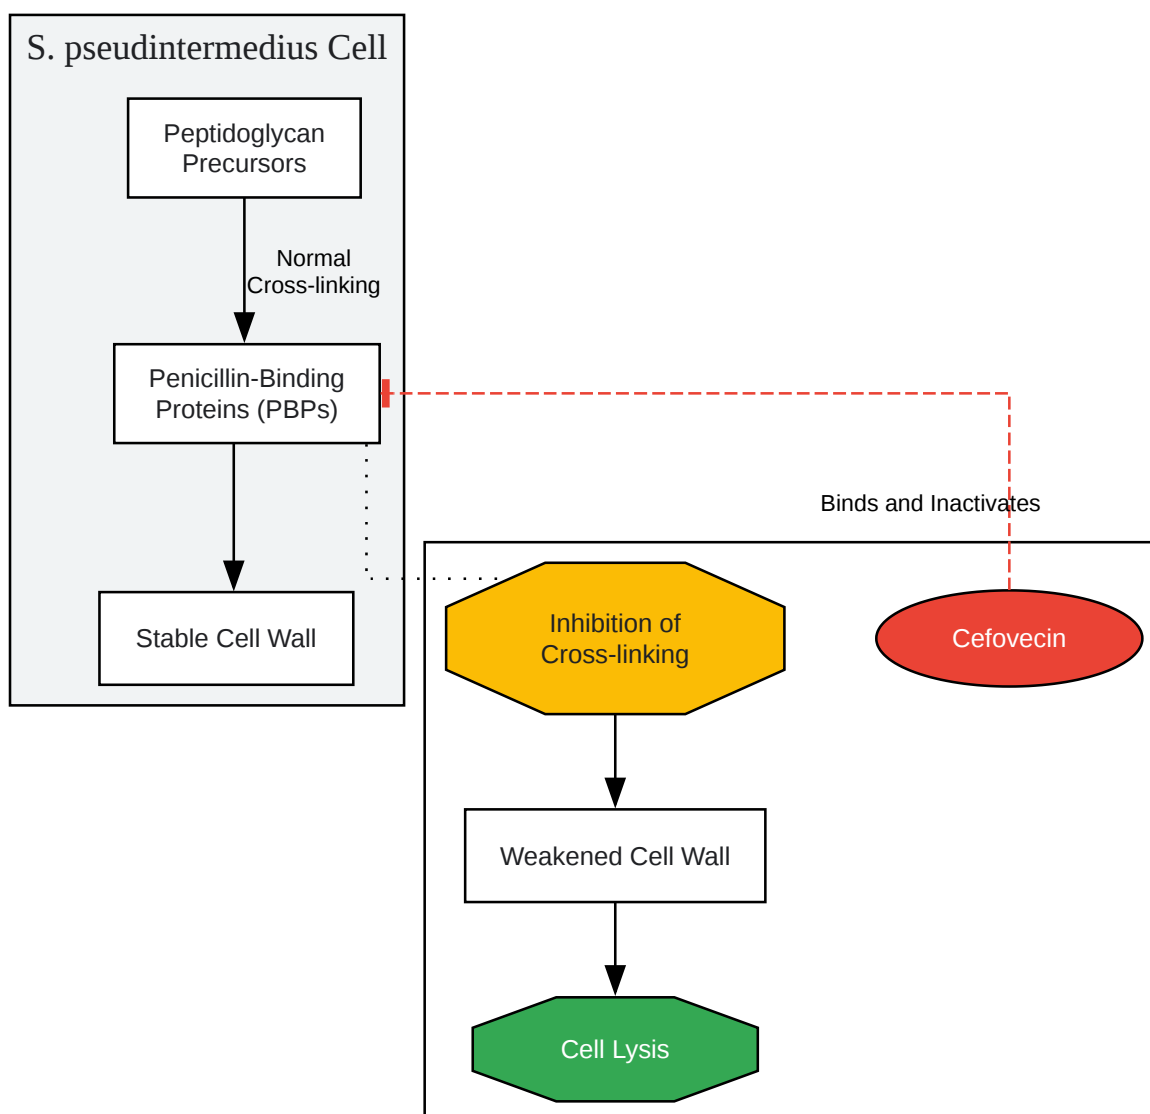 S. pseudintermedius Cell
Peptidoglycan
Precursors
Normal
Cross-linking
Penicillin-Binding
Proteins (PBPs)
Binds and Inactivates
Stable Cell Wall
Inhibition of
Cross-linking
Cefovecin
Weakened Cell Wall
Cell Lysis